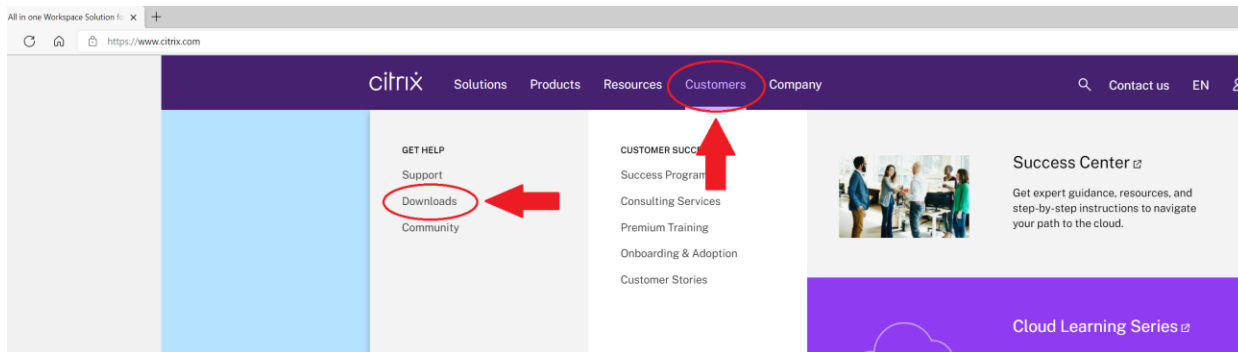 All in one Workspace Solution fo
https://www.citrix.com
citrix
Solutions
Products
Resources
Customers
Company
Contact us
EN
GET HELP
Support
Downloads
Community
CUSTOMER SUCC
Success Program
Consulting Services
Premium Training
Onboarding & Adoption
Customer Stories
Success Center
Get expert guidance, resources, and
step-by-step instructions to navigate
your path to the cloud.
Cloud Learning Series